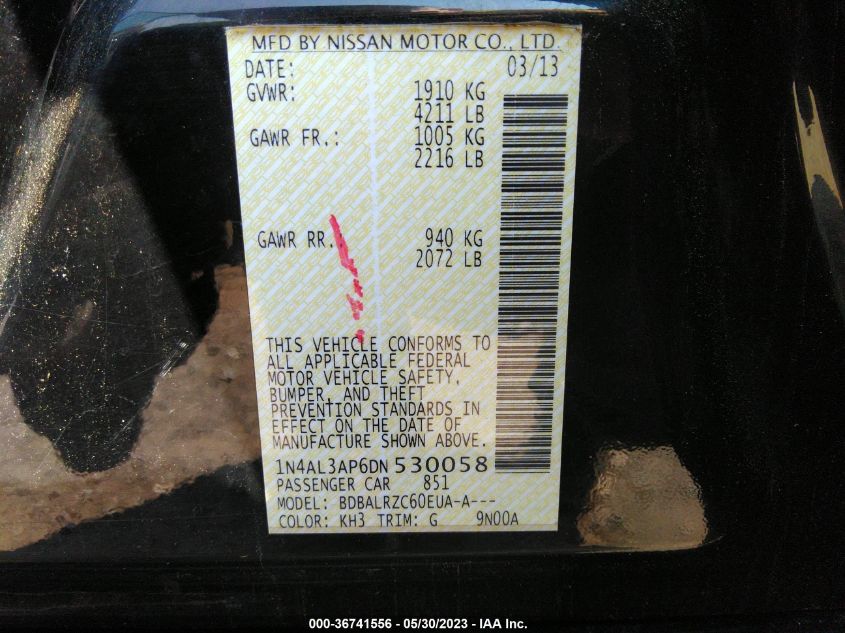 MFD BY NISSAN MOTOR CO., LTD.
DATE: 03/13
GVWR: 1910 KG
4211 LB
GAWR FR.: 1005 KG
2216 LB
GAWR RR. 940 KG
2072 LB
THIS VEHICLE CONFORMS TO
ALL APPLICABLE FEDERAL
MOTOR VEHICLE SAFETY,
BUMPER, AND THEFT
PREVENTION STANDARDS IN
EFFECT ON THE DATE OF
MANUFACTURE SHOWN ABOVE.
1N4AL3AP6DN530058
PASSENGER CAR 851
MODEL: BDBALRZC60EUA-A---
COLOR: KH3 TRIM: G 9N00A
000-36741556 - 05/30/2023 - IAA Inc.